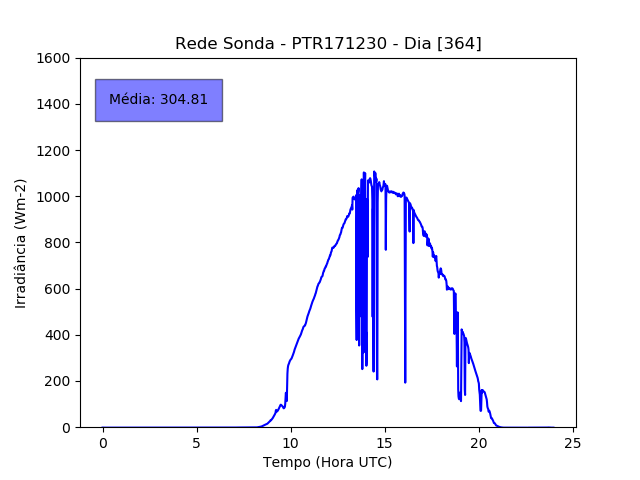 Rede Sonda - PTR171230 - Dia [364]
1600
1400
1200
1000
800
600
400
200
0
Irradiância (Wm-2)
Média: 304.81
0 5 10 15 20 25
Tempo (Hora UTC)